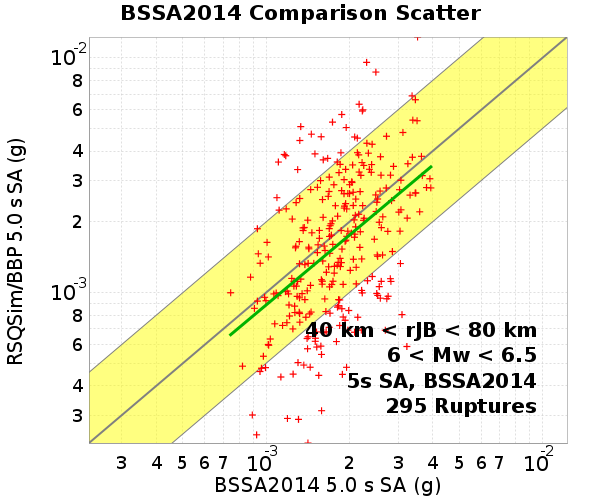 BSSA2014 Comparison Scatter
RSQSim/BBP 5.0 s SA (g)
10-2
8
6
4
3
2
10-3
8
6
4
3
40 km < rJB < 80 km
6 < Mw < 6.5
5s SA, BSSA2014
295 Ruptures
3 4 5 6 7 10-3 2 3 4 5 6 7 10-2
BSSA2014 5.0 s SA (g)